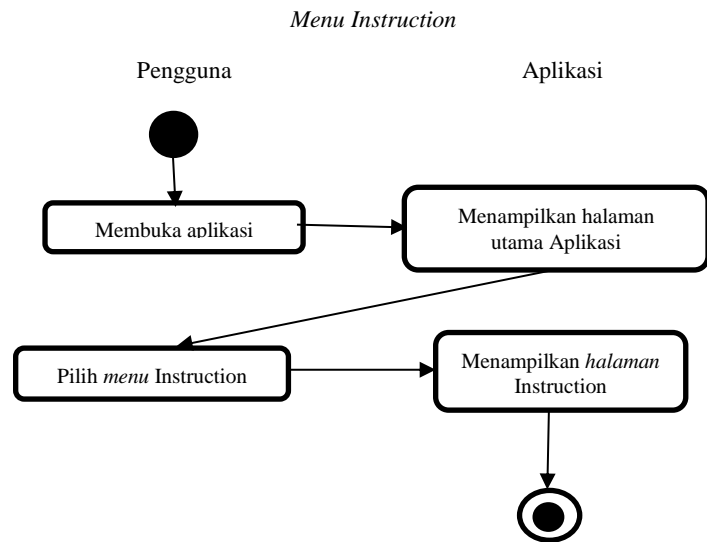 Menu Instruction
Pengguna
Aplikasi
Membuka aplikasi
Menampilkan halaman
utama Aplikasi
Pilih menu Instruction
Menampilkan halaman
Instruction